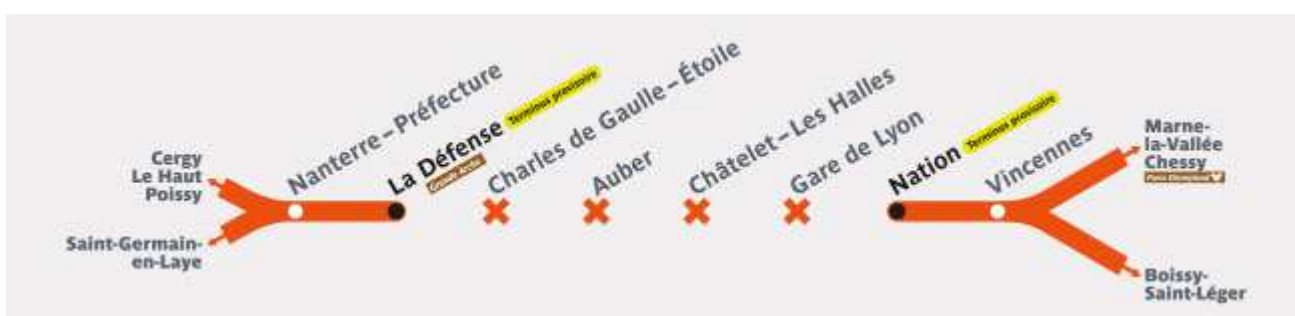 Cergy
Le Haut
Poissy
Saint-Germain-
en-Laye
Nanterre – Préfecture
La Défense Terminus provisoire
Grande Arche
Charles de Gaulle – Étoile
Auber
Châtelet – Les Halles
Gare de Lyon
Nation Terminus provisoire
Vincennes
Marne-
la-Vallée
Chessy
Boissy-
Saint-Léger